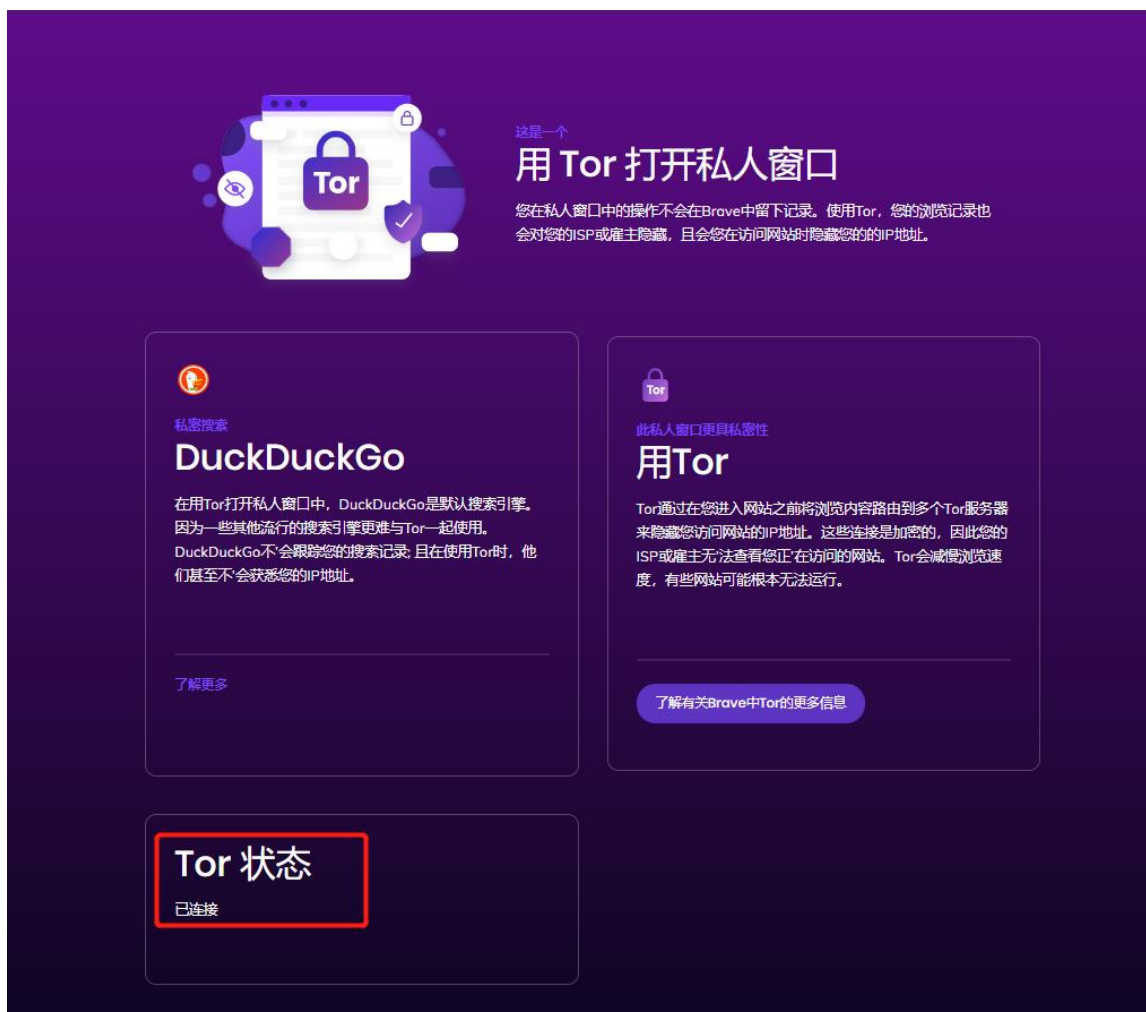 Tor
这是一个
用 Tor 打开私人窗口
您在私人窗口中的操作不会在Brave中留下记录。使用Tor，您的浏览记录也
会对您的ISP或雇主隐藏，且会您在访问网站时隐藏您的的IP地址。
私密搜索
DuckDuckGo
在用Tor打开私人窗口中，DuckDuckGo是默认搜索引擎。
因为一些其他流行的搜索引擎更难与Tor一起使用。
DuckDuckGo不'会跟踪您的搜索记录; 且在使用Tor时，他
们甚至不'会获悉您的IP地址。
了解更多
Tor
此私人窗口更具私密性
用Tor
Tor通过在您进入网站之前将浏览内容路由到多个Tor服务器
来隐藏您访问网站的IP地址。这些连接是加密的，因此您的
ISP或雇主无'法查看您正'在访问的网站。Tor会减慢浏览速
度，有些网站可能根本无法运行。
了解有关Brave中Tor的更多信息
Tor 状态
已连接